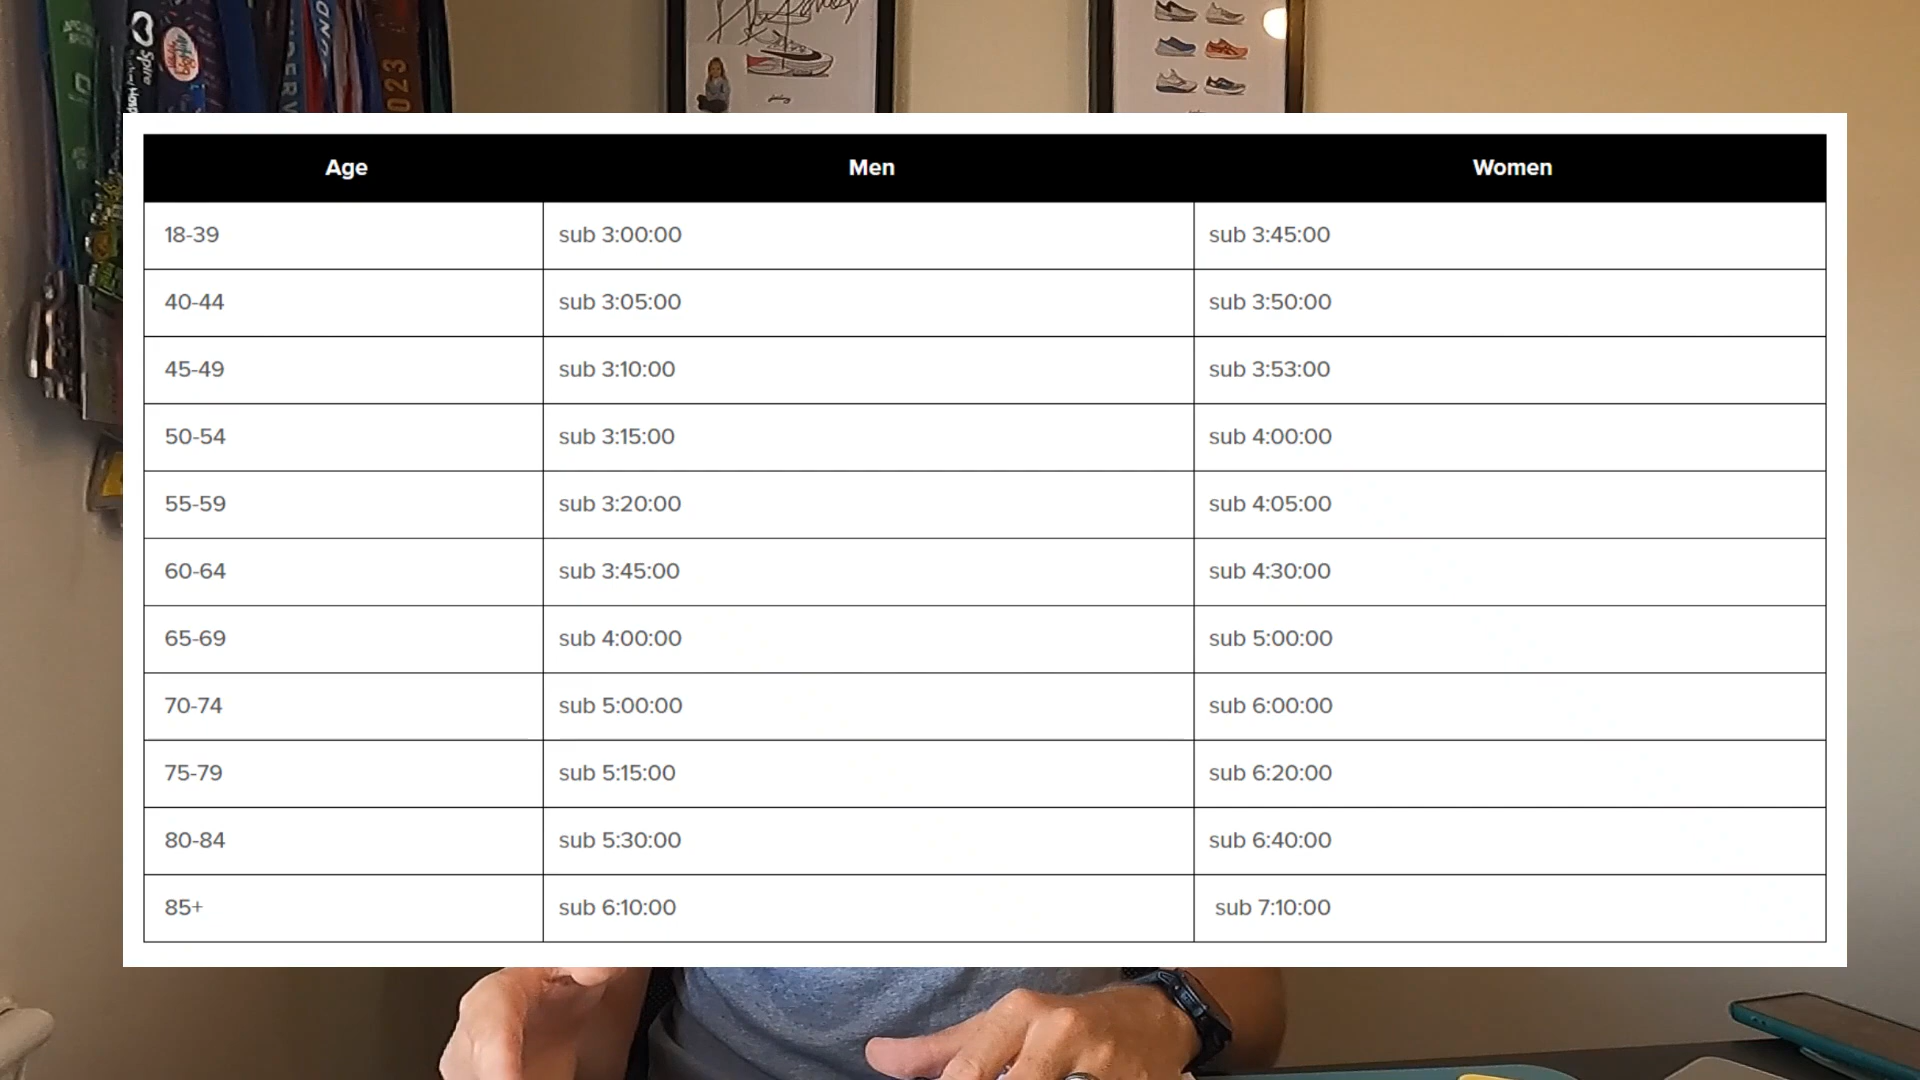 Spire
023
Age Men Women
18-39 sub 3:00:00 sub 3:45:00
40-44 sub 3:05:00 sub 3:50:00
45-49 sub 3:10:00 sub 3:53:00
50-54 sub 3:15:00 sub 4:00:00
55-59 sub 3:20:00 sub 4:05:00
60-64 sub 3:45:00 sub 4:30:00
65-69 sub 4:00:00 sub 5:00:00
70-74 sub 5:00:00 sub 6:00:00
75-79 sub 5:15:00 sub 6:20:00
80-84 sub 5:30:00 sub 6:40:00
85+ sub 6:10:00 sub 7:10:00